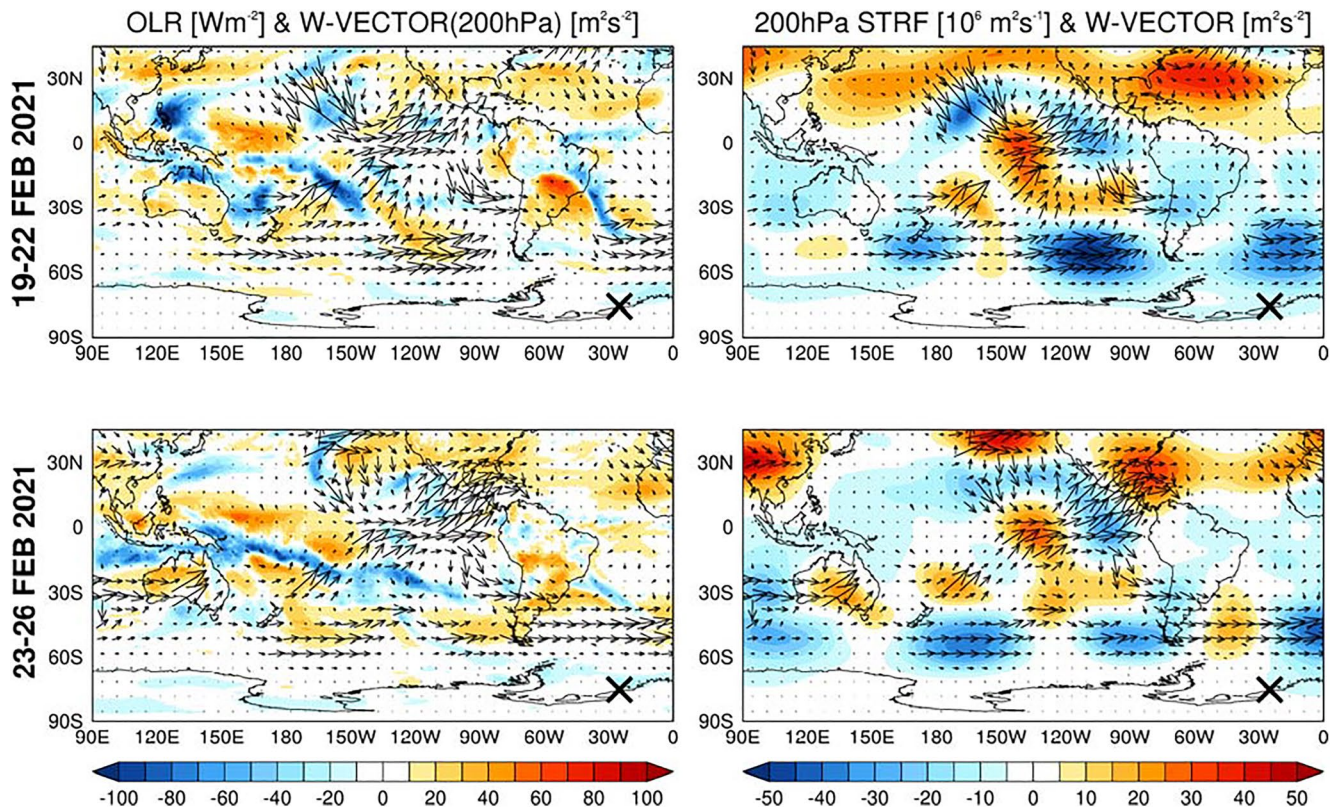 OLR [Wm⁻²] & W-VECTOR(200hPa) [m²s⁻²]
200hPa STRF [10⁶ m²s⁻¹] & W-VECTOR [m²s⁻²]
19-22 FEB 2021
30N
0
30S
60S
90S
90E 120E 150E 180 150W 120W 90W 60W 30W 0
30N
0
30S
60S
90S
90E 120E 150E 180 150W 120W 90W 60W 30W 0
23-26 FEB 2021
30N
0
30S
60S
90S
90E 120E 150E 180 150W 120W 90W 60W 30W 0
30N
0
30S
60S
90S
90E 120E 150E 180 150W 120W 90W 60W 30W 0
-100 -80 -60 -40 -20 0 20 40 60 80 100
-50 -40 -30 -20 -10 0 10 20 30 40 50